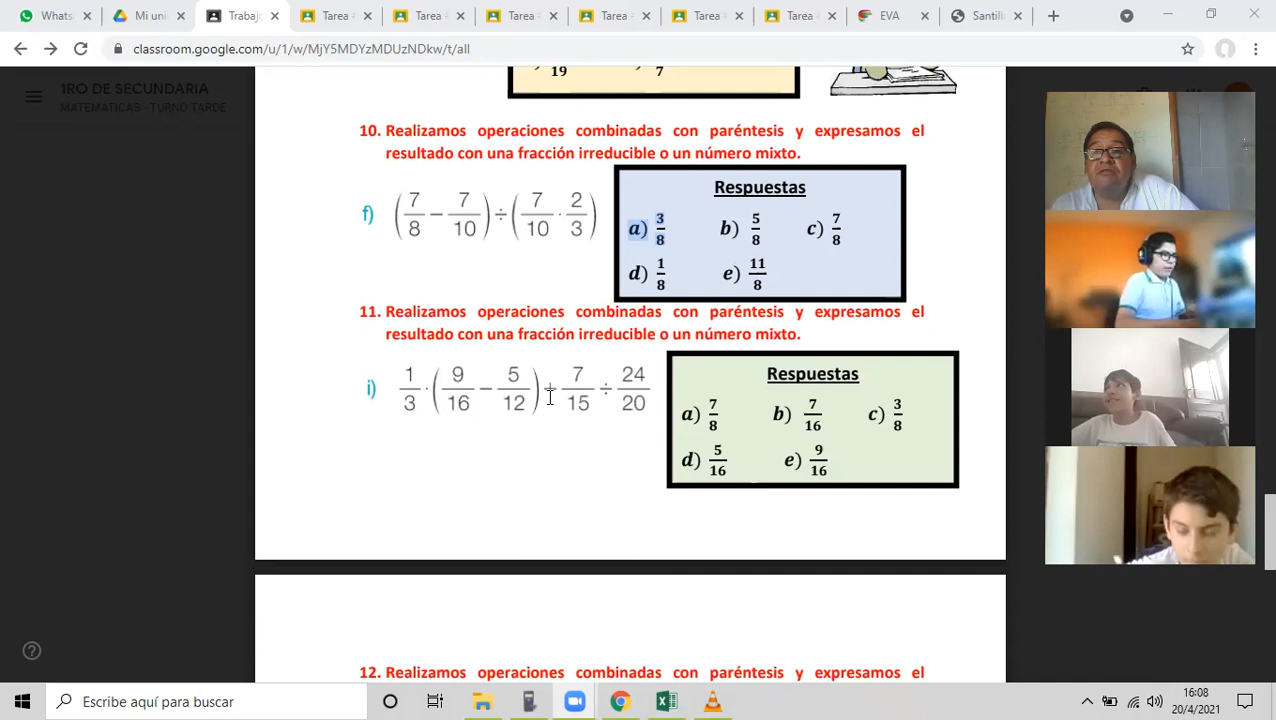 Whats
Mi uni
Trabajo
Tarea
Tarea
Tarea
Tarea
Tarea
Tarea
EVA
Santilla
classroom.google.com/u/1/w/MjY5MDYzMDUzNDkw/t/all
1RO DE SECUNDARIA
MATEMATICAS - TURNO TARDE
19 7
10. Realizamos operaciones combinadas con paréntesis y expresamos el
resultado con una fracción irreducible o un número mixto.
f) (7/8 − 7/10) ÷ (7/10 · 2/3)
Respuestas
a) 3/8 b) 5/8 c) 7/8
d) 1/8 e) 11/8
11. Realizamos operaciones combinadas con paréntesis y expresamos el
resultado con una fracción irreducible o un número mixto.
i) 1/3 · (9/16 − 5/12) + 7/15 ÷ 24/20
Respuestas
a) 7/8 b) 7/16 c) 3/8
d) 5/16 e) 9/16
12. Realizamos operaciones combinadas con paréntesis y expresamos el
Escribe aquí para buscar
16:08
20/4/2021